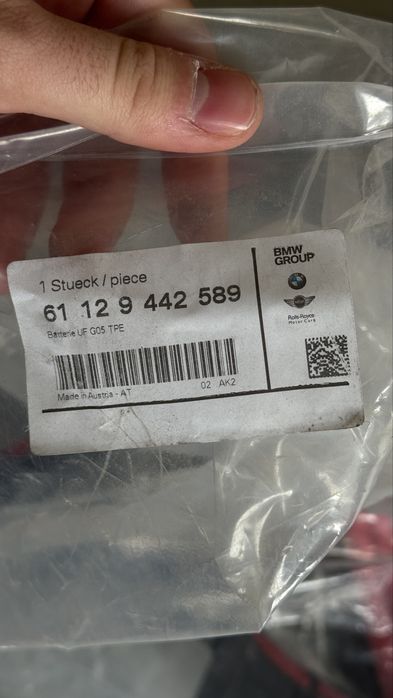 1 Stueck / piece
61 12 9 442 589
Batterie UF G05 TPE
Made in Austria - AT
02 AK2
BMW
GROUP
Rolls-Royce
Motor Cars